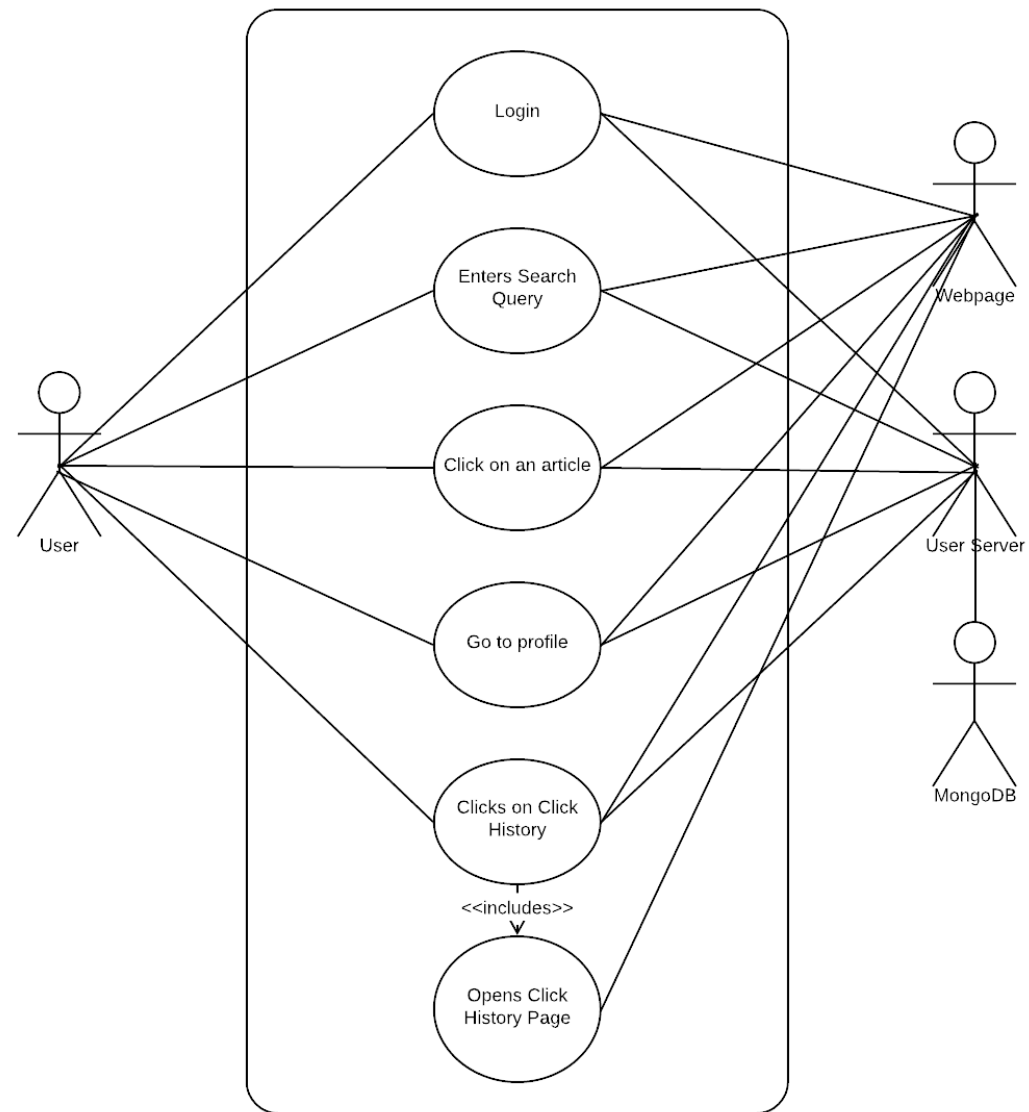 Login
Enters Search
Query
Webpage
Click on an article
User
User Server
Go to profile
MongoDB
Clicks on Click
History
<<includes>>
Opens Click
History Page